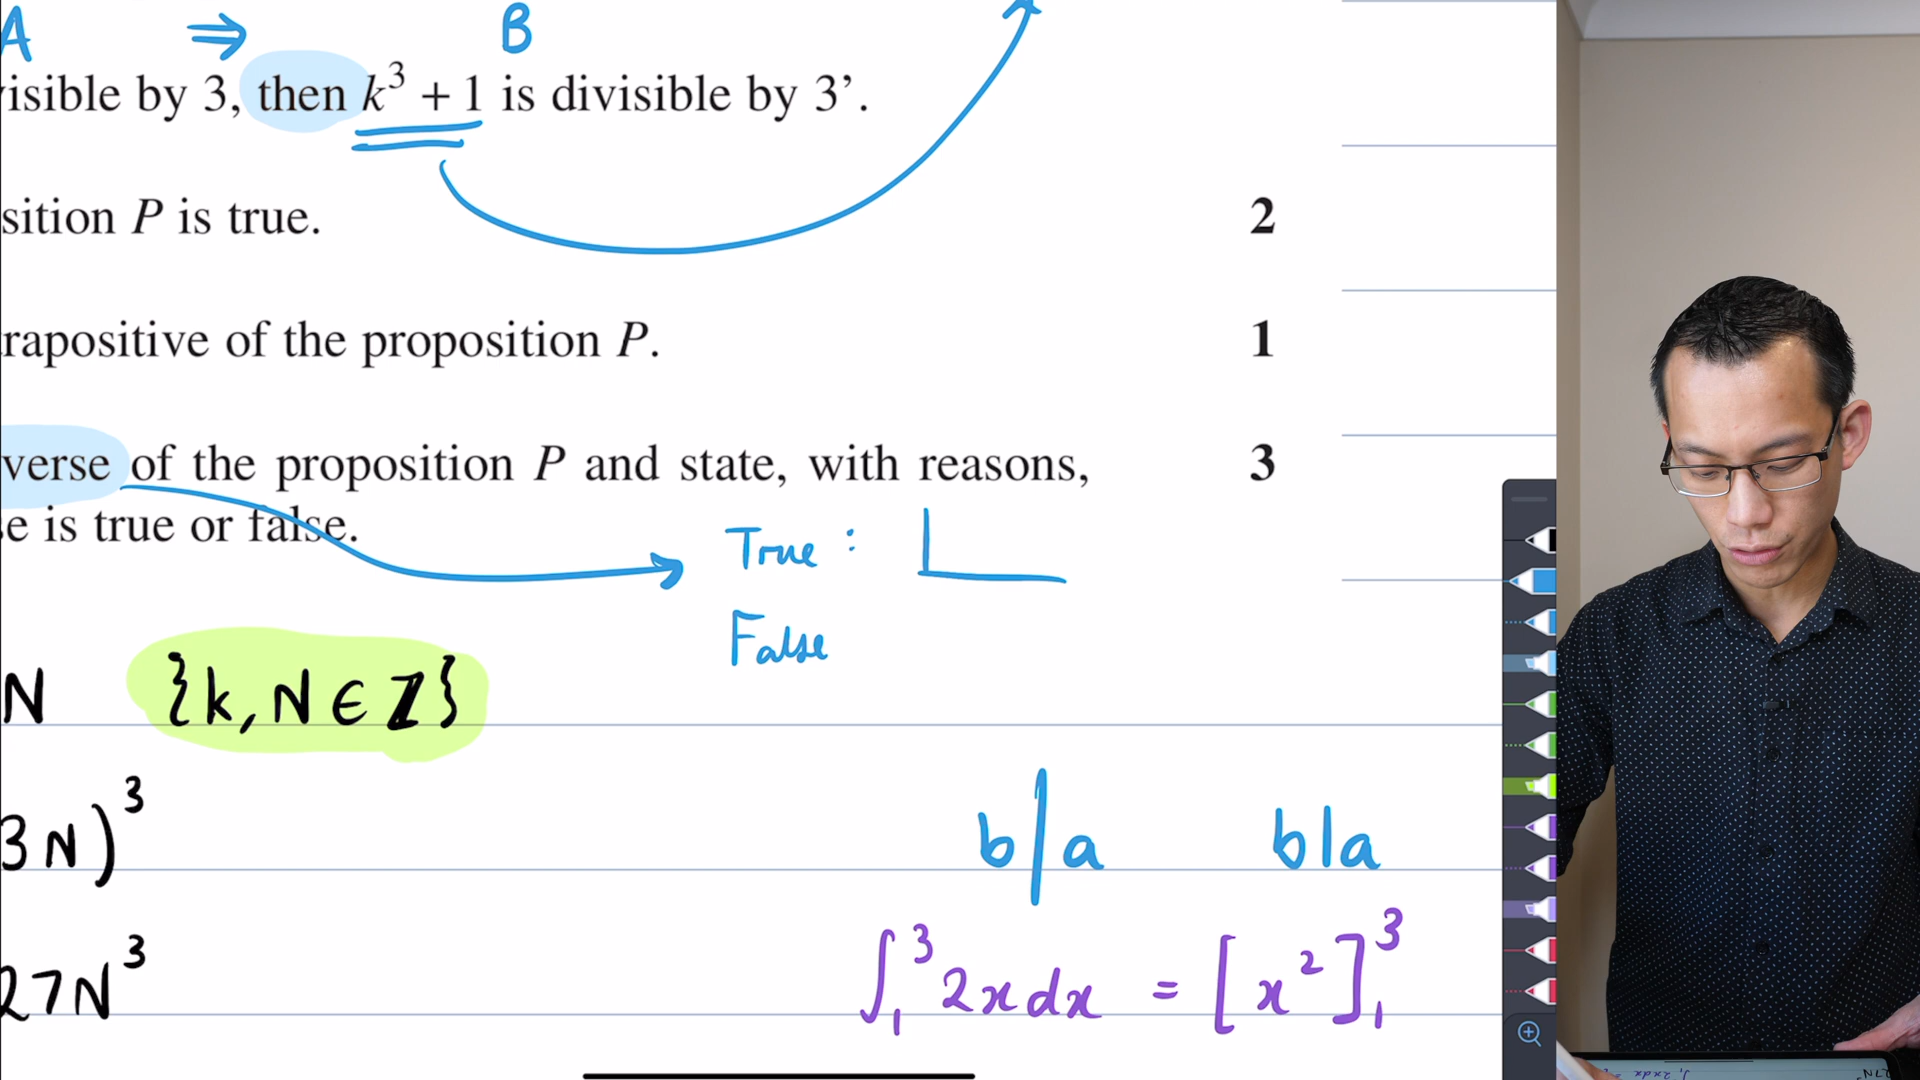 A ⇒ B
visible by 3, then k³ + 1 is divisible by 3’.
sition P is true. 2
rapositive of the proposition P. 1
verse of the proposition P and state, with reasons, 3
e is true or false.
True :
False
N {k, N ∈ ℤ}
3N)³
b|a b|a
27N³
∫₁³ 2x dx = [x²]₁³